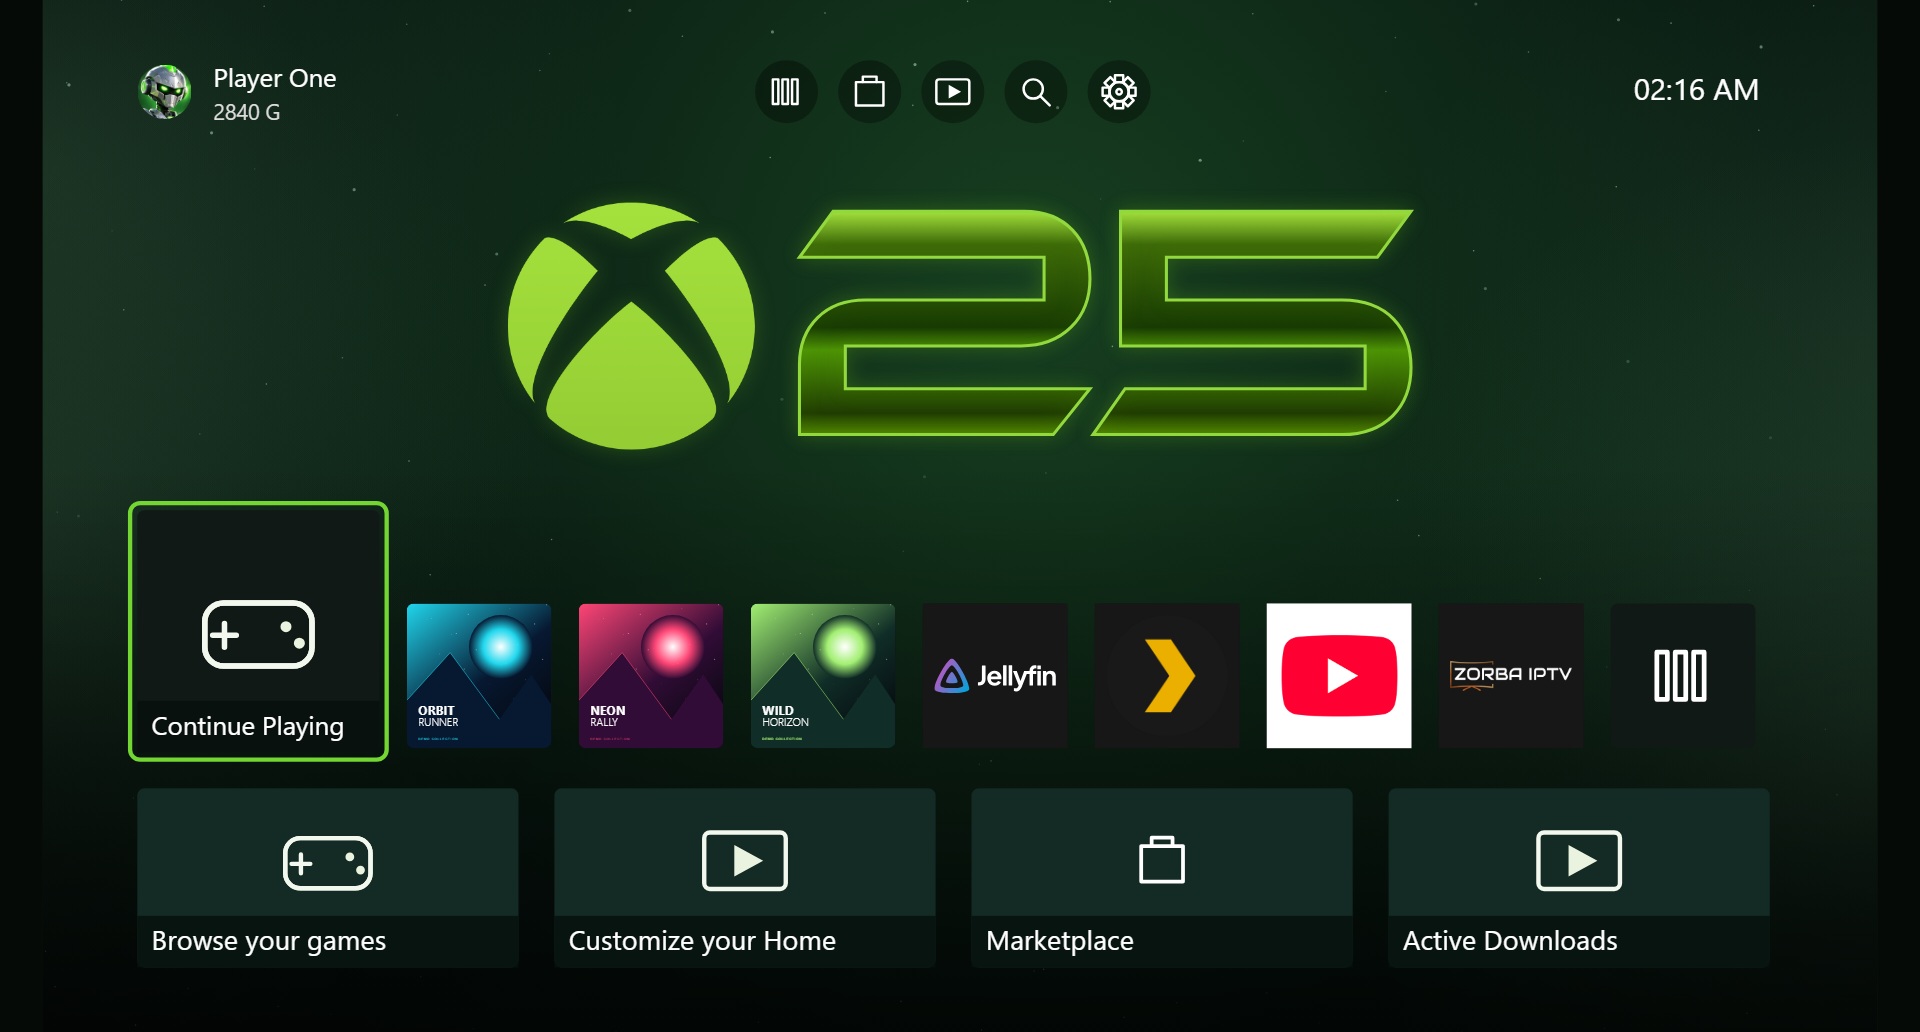 Player One
2840 G
02:16 AM
25
Continue Playing
ORBIT
RUNNER
NEON
RALLY
WILD
HORIZON
Jellyfin
ZORBA IPTV
Browse your games
Customize your Home
Marketplace
Active Downloads